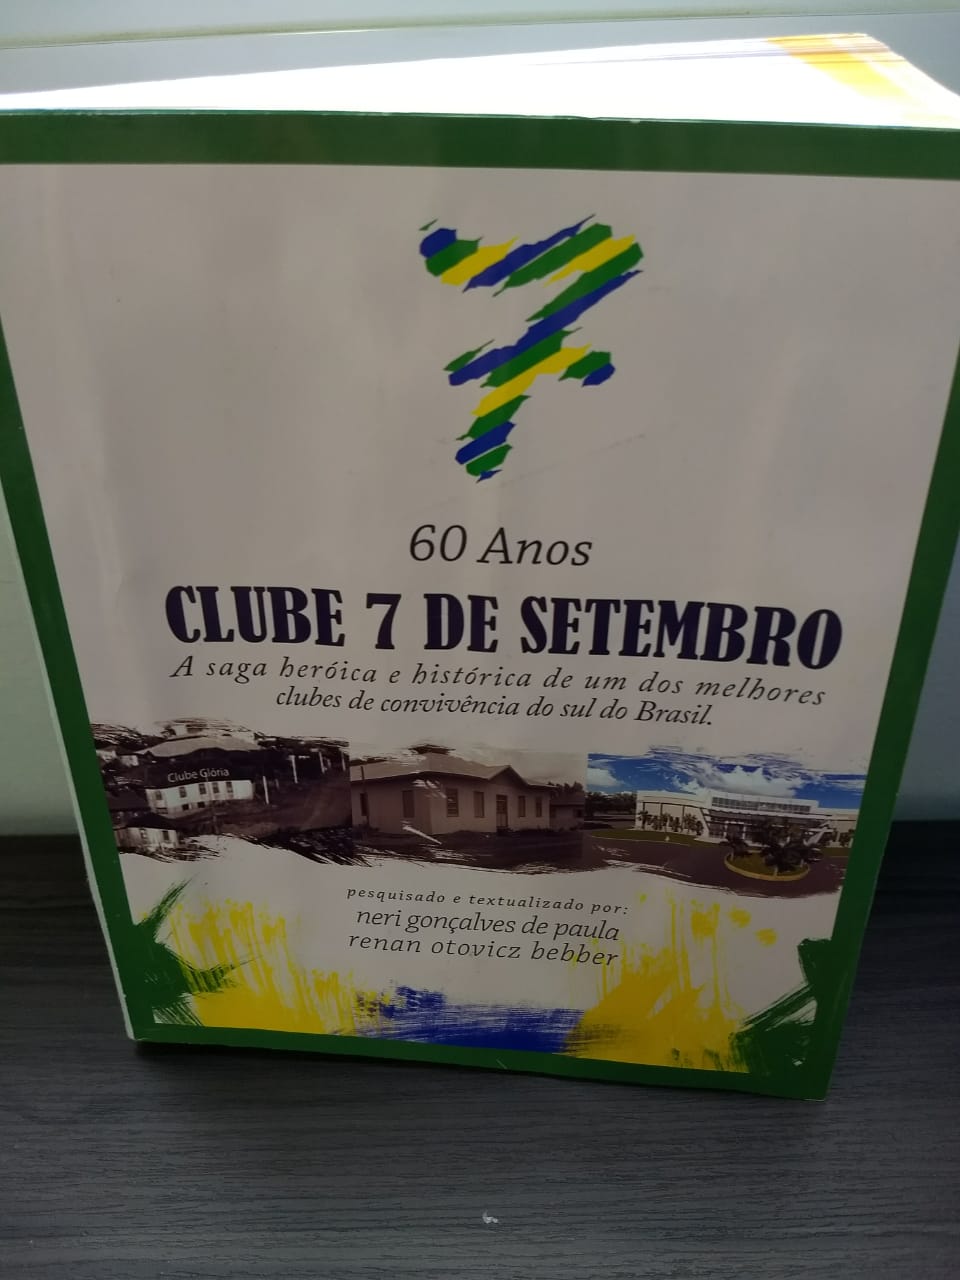 7
60 Anos
CLUBE 7 DE SETEMBRO
A saga heróica e histórica de um dos melhores
clubes de convivência do sul do Brasil.
Clube Glória
pesquisado e textualizado por:
neri gonçalves de paula
renan otovicz bebber